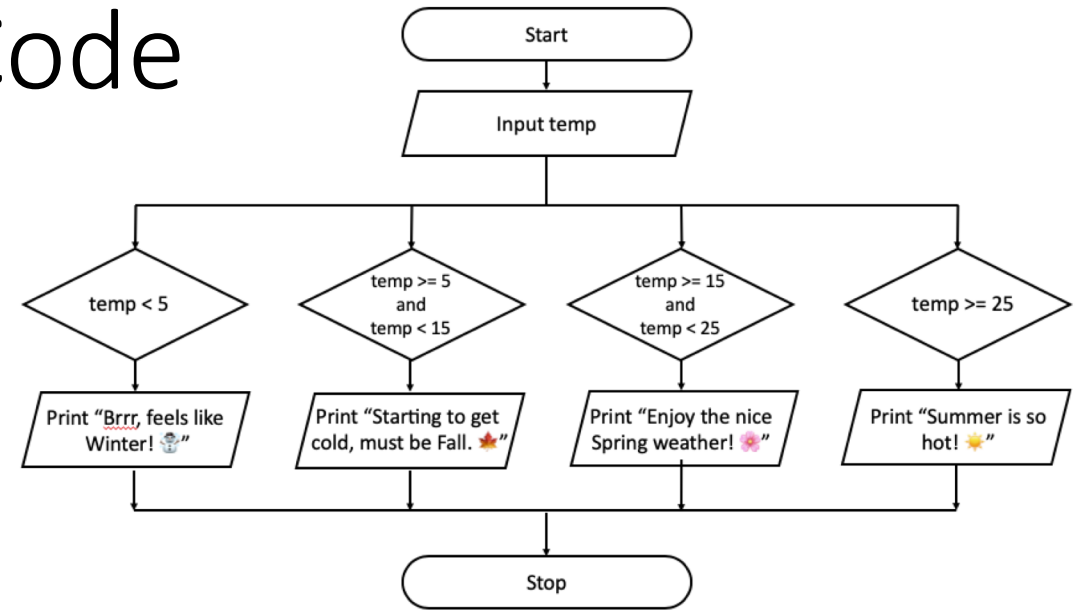 ode
Start
Input temp
temp < 5
temp >= 5
and
temp < 15
temp >= 15
and
temp < 25
temp >= 25
Print “Brrr, feels like
Winter! ☃️”
Print “Starting to get
cold, must be Fall. 🍁”
Print “Enjoy the nice
Spring weather! 🌸”
Print “Summer is so
hot! ☀️”
Stop